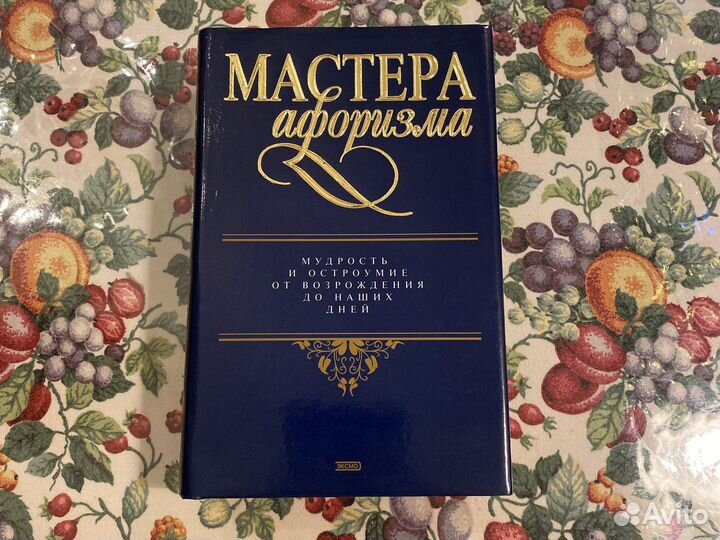 МАСТЕРА
афоризма
МУДРОСТЬ
И ОСТРОУМИЕ
ОТ ВОЗРОЖДЕНИЯ
ДО НАШИХ
ДНЕЙ
ЭКСМО
Avito